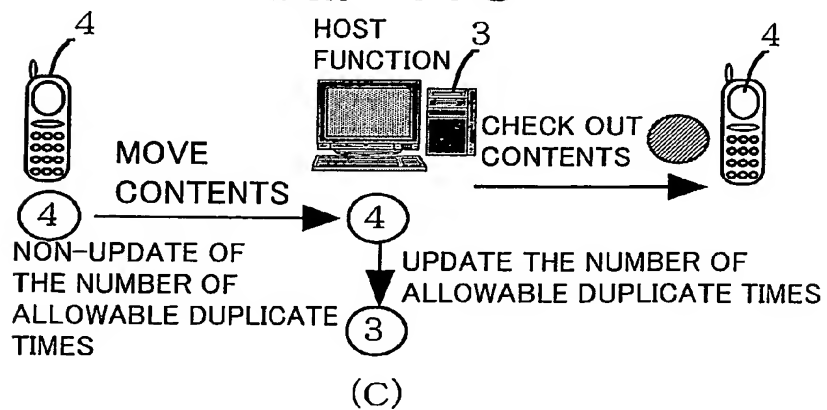 4
HOST
FUNCTION
3
4
MOVE
CONTENTS
CHECK OUT
CONTENTS
4
4
NON-UPDATE OF
THE NUMBER OF
ALLOWABLE DUPLICATE
TIMES
UPDATE THE NUMBER OF
ALLOWABLE DUPLICATE TIMES
3
(C)